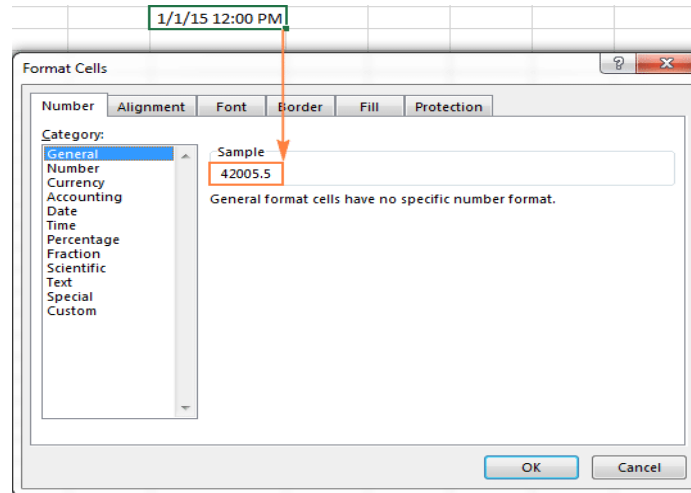 1/1/15 12:00 PM
Format Cells
Number Alignment Font Border Fill Protection
Category:
General
Number
Currency
Accounting
Date
Time
Percentage
Fraction
Scientific
Text
Special
Custom
Sample
42005.5
General format cells have no specific number format.
OK Cancel